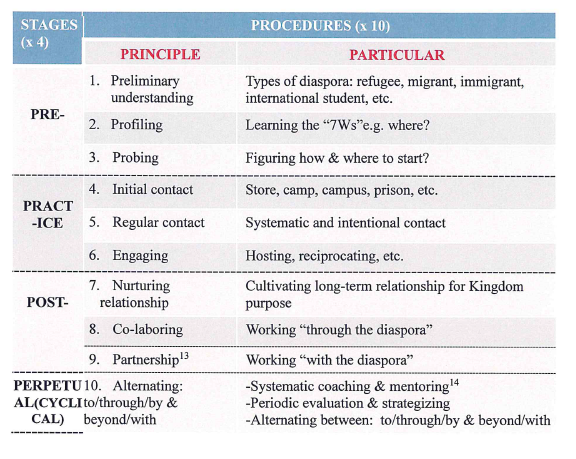 STAGES PROCEDURES (x 10)
(x 4)
PRINCIPLE PARTICULAR
1. Preliminary Types of diaspora: refugee, migrant, immigrant,
understanding international student, etc.
PRE-
2. Profiling Learning the “7Ws”e.g. where?
3. Probing Figuring how & where to start?
4. Initial contact Store, camp, campus, prison, etc.
PRACT
-ICE
5. Regular contact Systematic and intentional contact
6. Engaging Hosting, reciprocating, etc.
7. Nurturing Cultivating long-term relationship for Kingdom
relationship purpose
POST-
8. Co-laboring Working “through the diaspora”
9. Partnership13 Working “with the diaspora”
PERPETU 10. Alternating: -Systematic coaching & mentoring14
AL(CYCLI to/through/by & -Periodic evaluation & strategizing
CAL) beyond/with -Alternating between: to/through/by & beyond/with